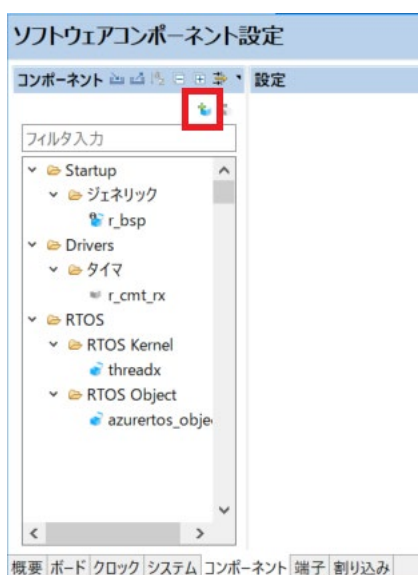 ソフトウェアコンポーネント設定
コンポーネント 設定
フィルタ入力
Startup
ジェネリック
r_bsp
Drivers
タイマ
r_cmt_rx
RTOS
RTOS Kernel
threadx
RTOS Object
azurertos_obje
概要 ボード クロック システム コンポーネント 端子 割り込み